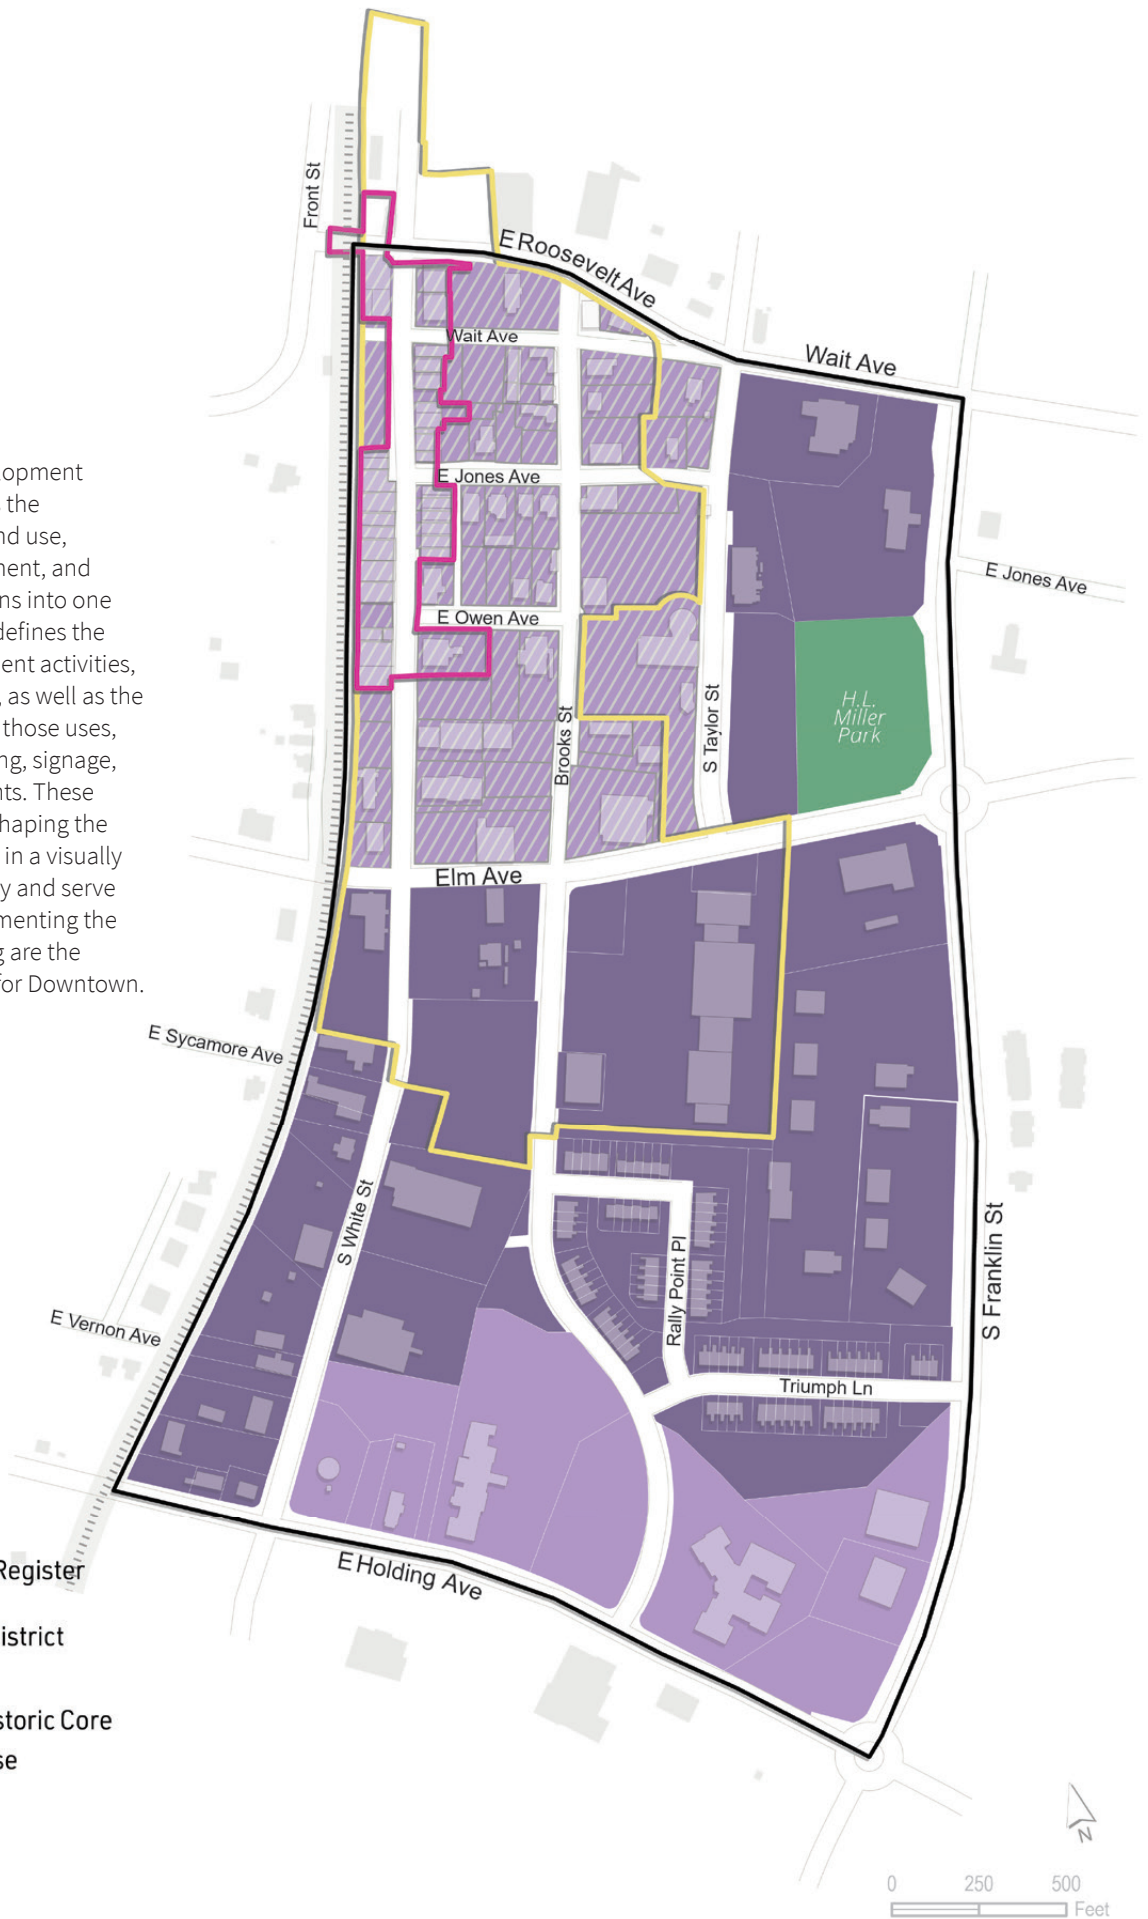 Front St
E Roosevelt Ave
Wait Ave
Wait Ave
lopment
s the
nd use,
E Jones Ave
nent, and
E Jones Ave
ns into one
defines the
E Owen Ave
ent activities,
, as well as the
H.L.
Miller
Park
those uses,
S Taylor St
Brooks St
ng, signage,
nts. These
haping the
in a visually
Elm Ave
y and serve
menting the
g are the
for Downtown.
E Sycamore Ave
S White St
S Franklin St
Rally Point Pl
E Vernon Ave
Triumph Ln
E Holding Ave
Register
istrict
storic Core
se
N
0 250 500
Feet